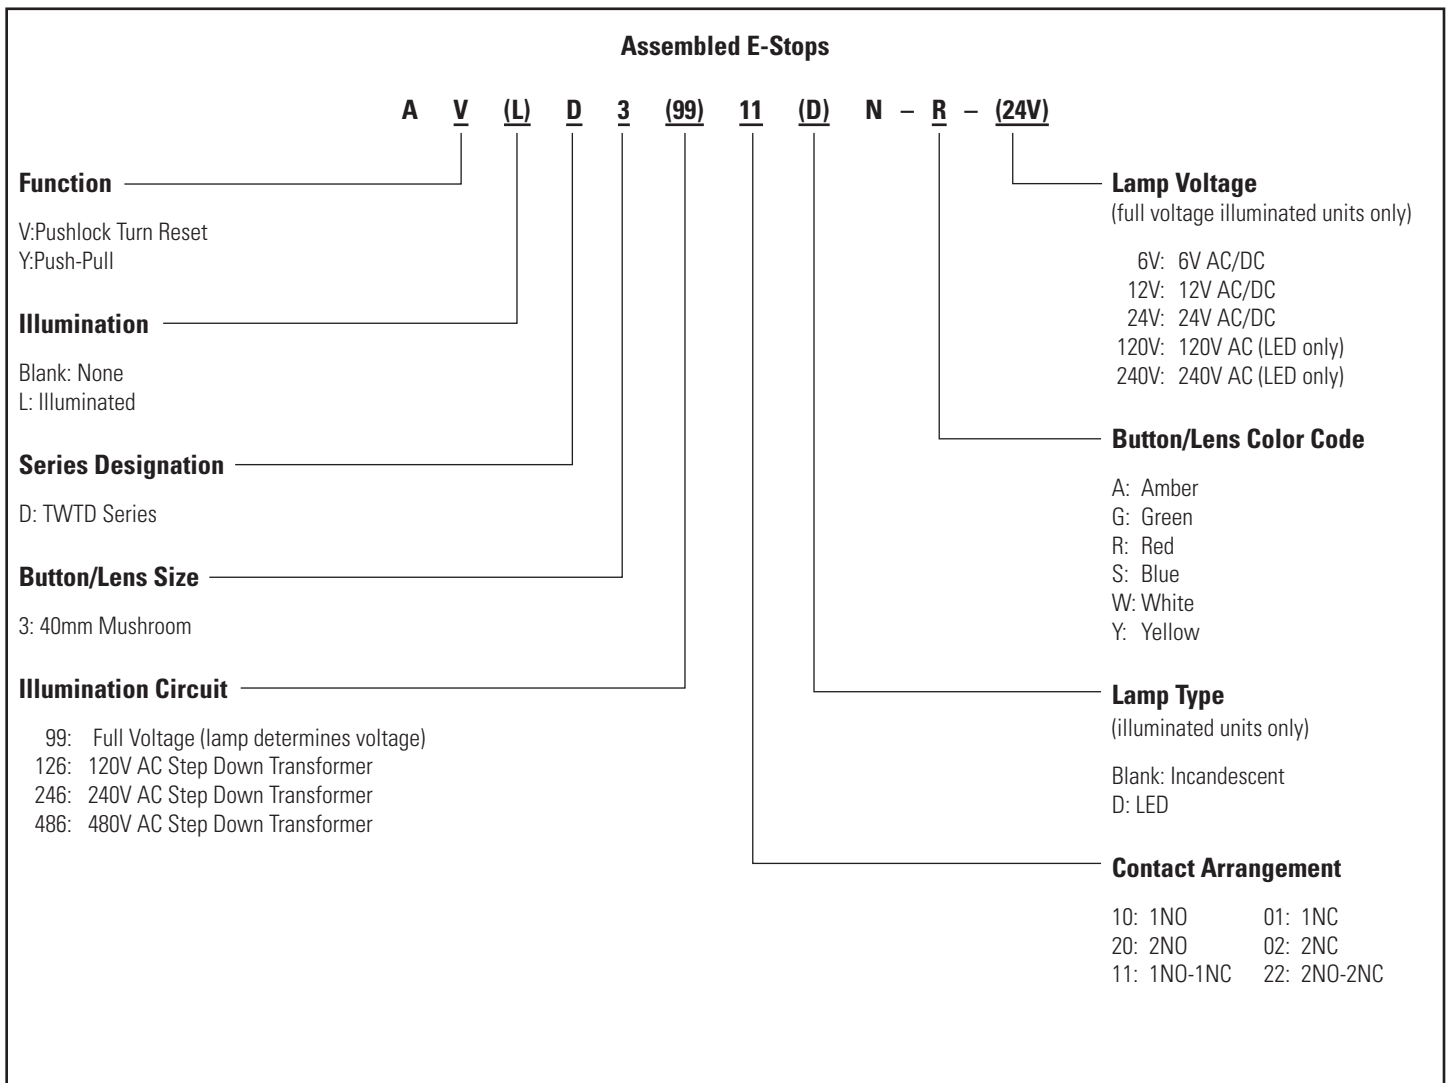 Assembled E-Stops
A V (L) D 3 (99) 11 (D) N – R – (24V)
Function
V:Pushlock Turn Reset
Y:Push-Pull
Illumination
Blank: None
L: Illuminated
Series Designation
D: TWTD Series
Button/Lens Size
3: 40mm Mushroom
Illumination Circuit
99: Full Voltage (lamp determines voltage)
126: 120V AC Step Down Transformer
246: 240V AC Step Down Transformer
486: 480V AC Step Down Transformer
Lamp Voltage
(full voltage illuminated units only)
6V: 6V AC/DC
12V: 12V AC/DC
24V: 24V AC/DC
120V: 120V AC (LED only)
240V: 240V AC (LED only)
Button/Lens Color Code
A: Amber
G: Green
R: Red
S: Blue
W: White
Y: Yellow
Lamp Type
(illuminated units only)
Blank: Incandescent
D: LED
Contact Arrangement
10: 1NO 01: 1NC
20: 2NO 02: 2NC
11: 1NO-1NC 22: 2NO-2NC